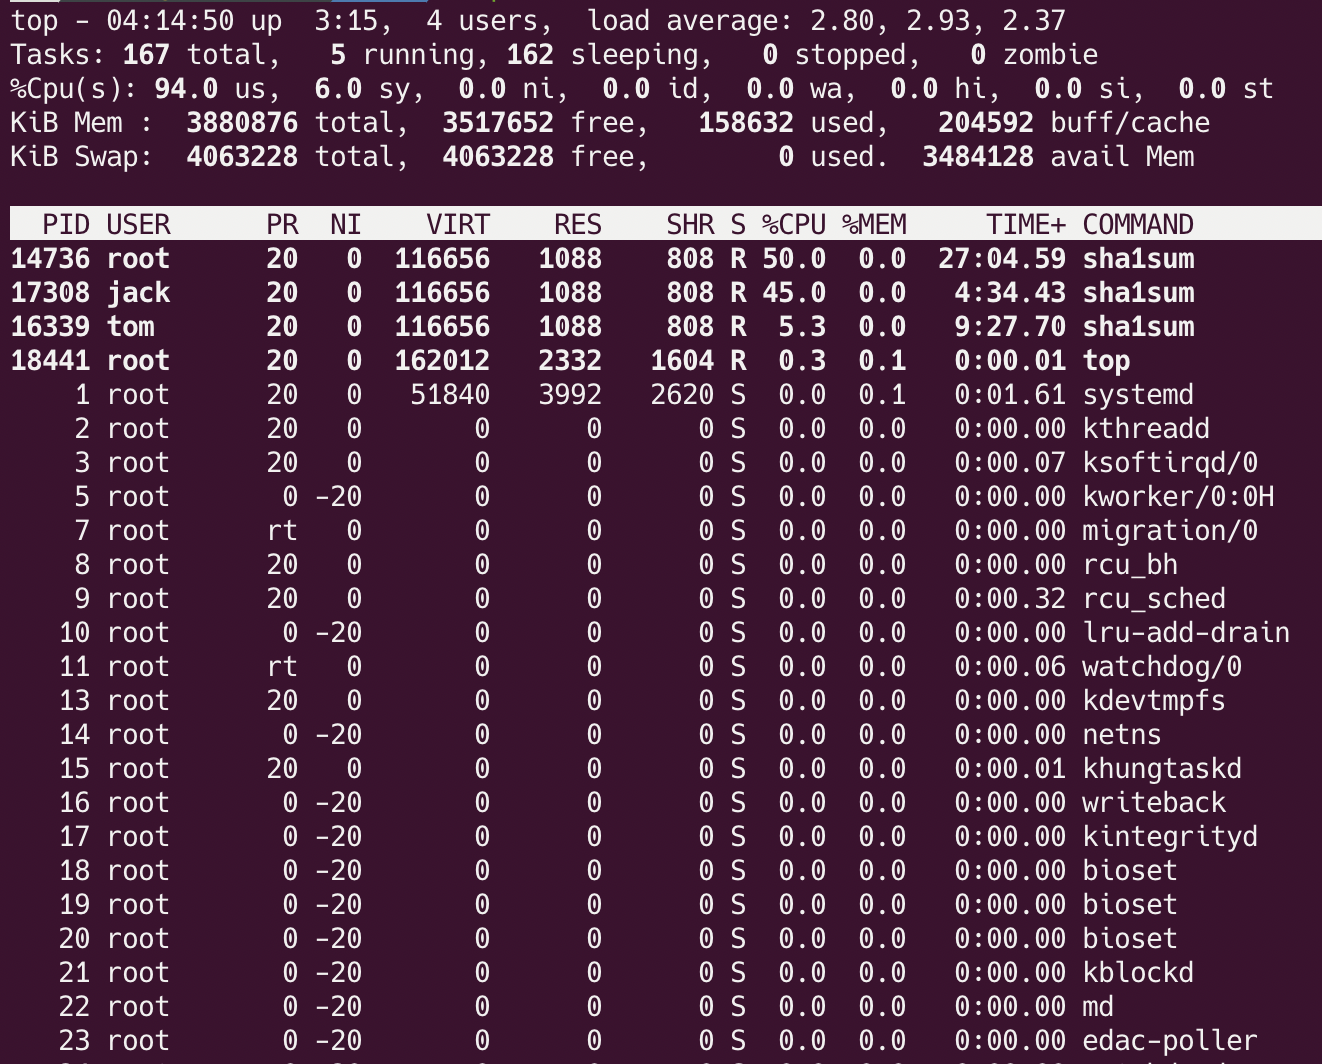 top - 04:14:50 up  3:15,  4 users,  load average: 2.80, 2.93, 2.37
Tasks: 167 total,   5 running, 162 sleeping,   0 stopped,   0 zombie
%Cpu(s): 94.0 us,  6.0 sy,  0.0 ni,  0.0 id,  0.0 wa,  0.0 hi,  0.0 si,  0.0 st
KiB Mem :  3880876 total,  3517652 free,   158632 used,   204592 buff/cache
KiB Swap:  4063228 total,  4063228 free,        0 used.  3484128 avail Mem
  PID USER      PR  NI    VIRT    RES    SHR S %CPU %MEM     TIME+ COMMAND
14736 root      20   0  116656   1088    808 R 50.0  0.0  27:04.59 sha1sum
17308 jack      20   0  116656   1088    808 R 45.0  0.0   4:34.43 sha1sum
16339 tom       20   0  116656   1088    808 R  5.3  0.0   9:27.70 sha1sum
18441 root      20   0  162012   2332   1604 R  0.3  0.1   0:00.01 top
    1 root      20   0   51840   3992   2620 S  0.0  0.1   0:01.61 systemd
    2 root      20   0       0      0      0 S  0.0  0.0   0:00.00 kthreadd
    3 root      20   0       0      0      0 S  0.0  0.0   0:00.07 ksoftirqd/0
    5 root       0 -20       0      0      0 S  0.0  0.0   0:00.00 kworker/0:0H
    7 root      rt   0       0      0      0 S  0.0  0.0   0:00.00 migration/0
    8 root      20   0       0      0      0 S  0.0  0.0   0:00.00 rcu_bh
    9 root      20   0       0      0      0 S  0.0  0.0   0:00.32 rcu_sched
   10 root       0 -20       0      0      0 S  0.0  0.0   0:00.00 lru-add-drain
   11 root      rt   0       0      0      0 S  0.0  0.0   0:00.06 watchdog/0
   13 root      20   0       0      0      0 S  0.0  0.0   0:00.00 kdevtmpfs
   14 root       0 -20       0      0      0 S  0.0  0.0   0:00.00 netns
   15 root      20   0       0      0      0 S  0.0  0.0   0:00.01 khungtaskd
   16 root       0 -20       0      0      0 S  0.0  0.0   0:00.00 writeback
   17 root       0 -20       0      0      0 S  0.0  0.0   0:00.00 kintegrityd
   18 root       0 -20       0      0      0 S  0.0  0.0   0:00.00 bioset
   19 root       0 -20       0      0      0 S  0.0  0.0   0:00.00 bioset
   20 root       0 -20       0      0      0 S  0.0  0.0   0:00.00 bioset
   21 root       0 -20       0      0      0 S  0.0  0.0   0:00.00 kblockd
   22 root       0 -20       0      0      0 S  0.0  0.0   0:00.00 md
   23 root       0 -20       0      0      0 S  0.0  0.0   0:00.00 edac-poller